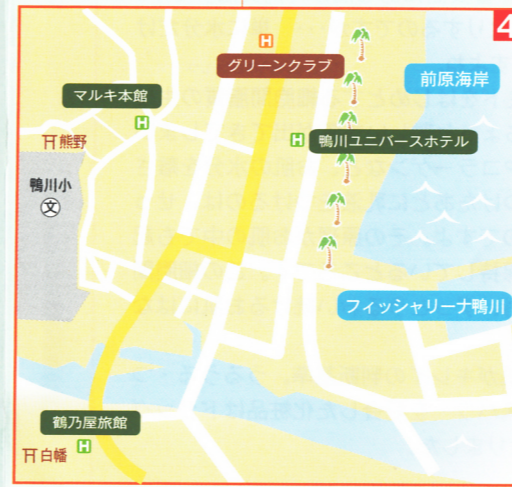 4
グリーンクラブ
前原海岸
マルキ本館
H
H
H
鴨川ユニバースホテル
熊野
鴨川小
文
フィッシャリーナ鴨川
鶴乃屋旅館
H
白幡